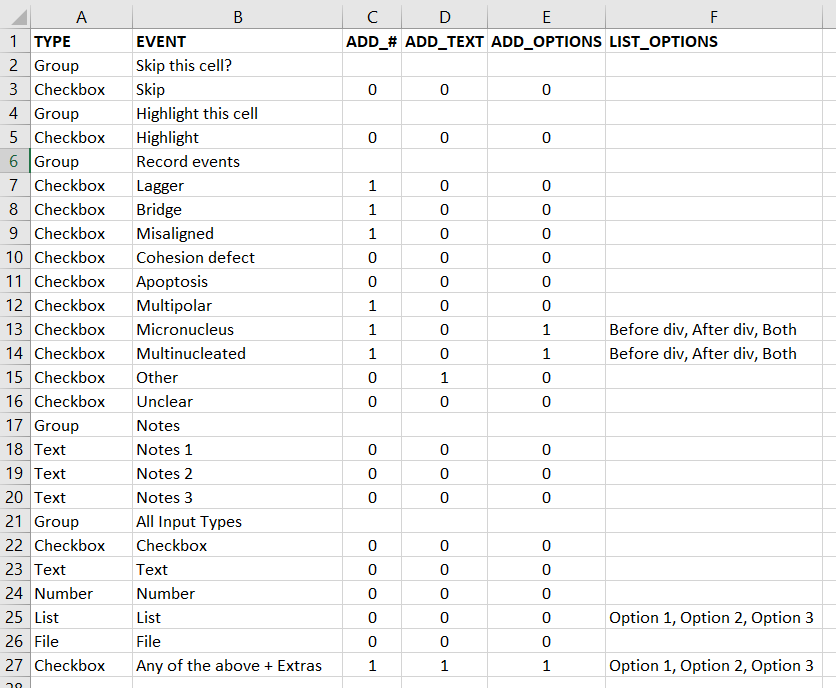 A B C D E F
1 TYPE EVENT ADD_# ADD_TEXT ADD_OPTIONS LIST_OPTIONS
2 Group Skip this cell?
3 Checkbox Skip 0 0 0
4 Group Highlight this cell
5 Checkbox Highlight 0 0 0
6 Group Record events
7 Checkbox Lagger 1 0 0
8 Checkbox Bridge 1 0 0
9 Checkbox Misaligned 1 0 0
10 Checkbox Cohesion defect 0 0 0
11 Checkbox Apoptosis 0 0 0
12 Checkbox Multipolar 1 0 0
13 Checkbox Micronucleus 1 0 1 Before div, After div, Both
14 Checkbox Multinucleated 1 0 1 Before div, After div, Both
15 Checkbox Other 0 1 0
16 Checkbox Unclear 0 0 0
17 Group Notes
18 Text Notes 1 0 0 0
19 Text Notes 2 0 0 0
20 Text Notes 3 0 0 0
21 Group All Input Types
22 Checkbox Checkbox 0 0 0
23 Text Text 0 0 0
24 Number Number 0 0 0
25 List List 0 0 0 Option 1, Option 2, Option 3
26 File File 0 0 0
27 Checkbox Any of the above + Extras 1 1 1 Option 1, Option 2, Option 3
28